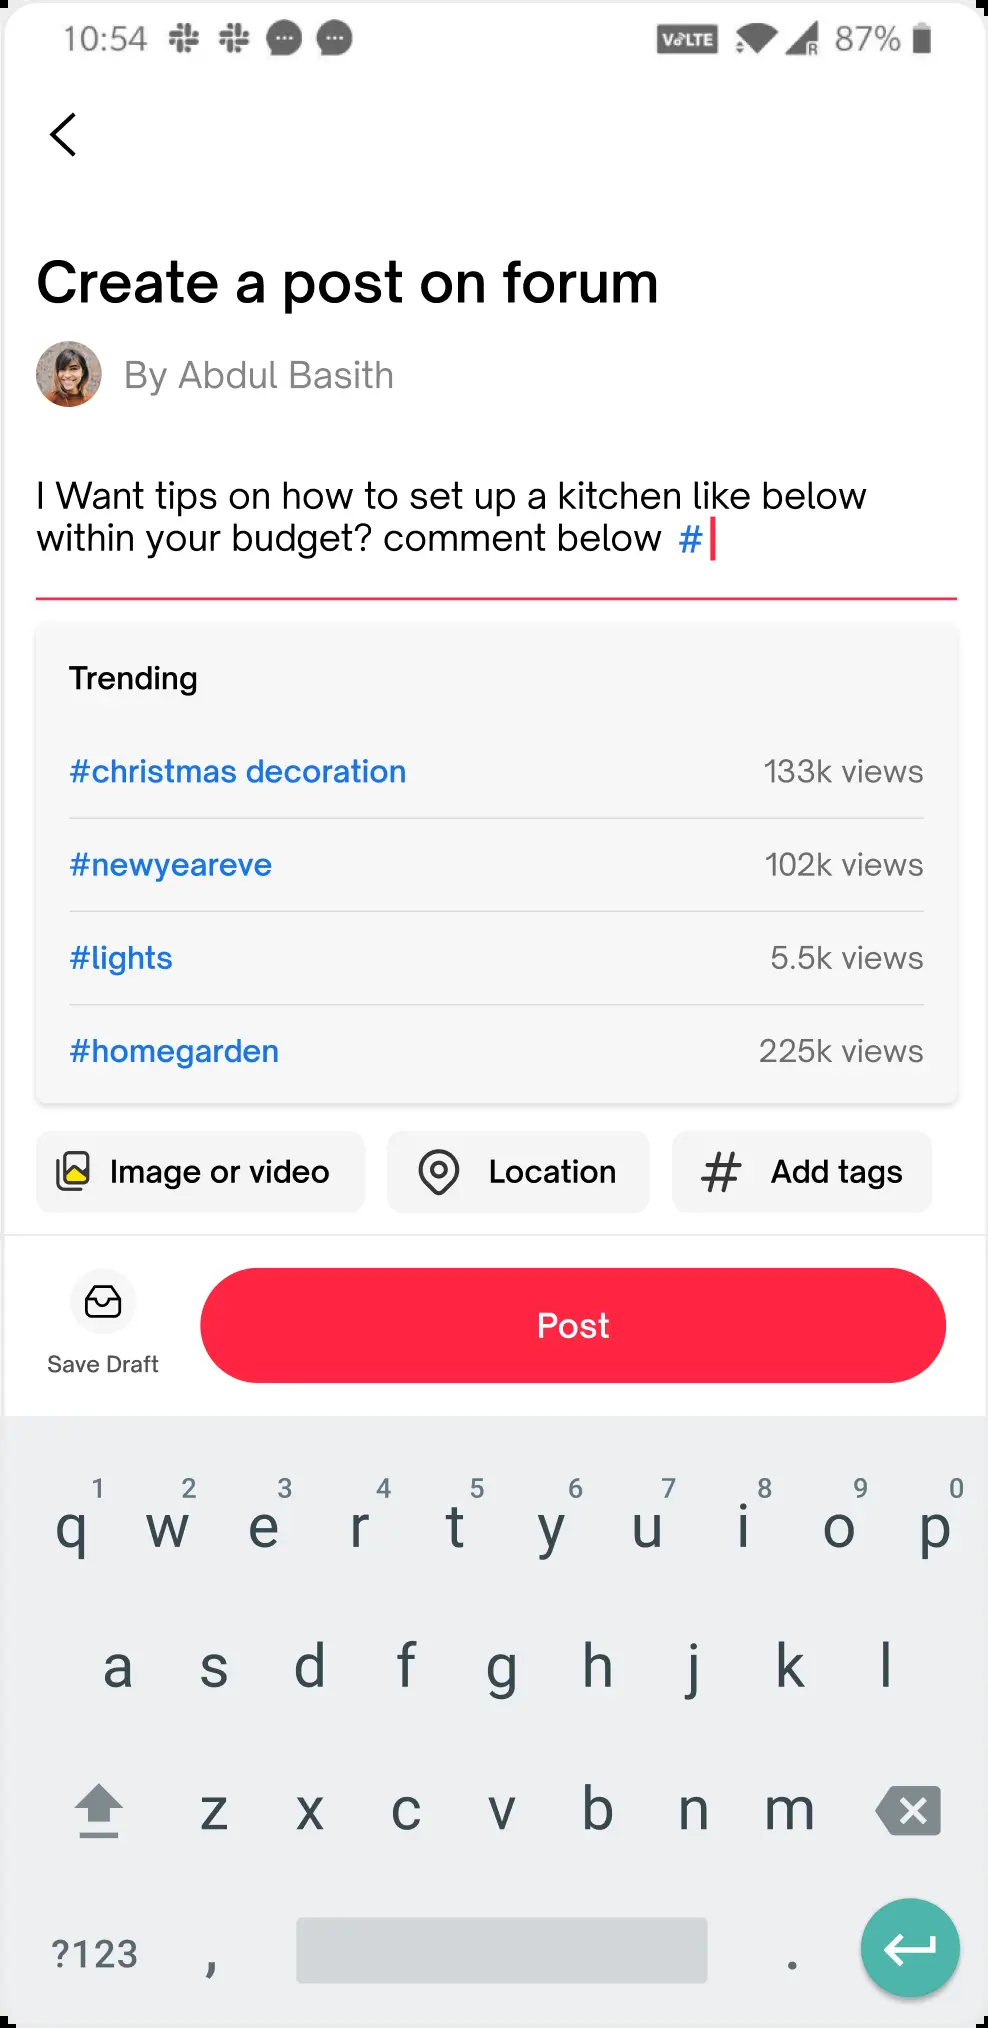 10:54 VoLTE R 87%
Create a post on forum
By Abdul Basith
I Want tips on how to set up a kitchen like below
within your budget? comment below #
Trending
#christmas decoration 133k views
#newyeareve 102k views
#lights 5.5k views
#homegarden 225k views
Image or video Location # Add tags
Save Draft Post
1 2 3 4 5 6 7 8 9 0
q w e r t y u i o p
a s d f g h j k l
z x c v b n m
?123 , .